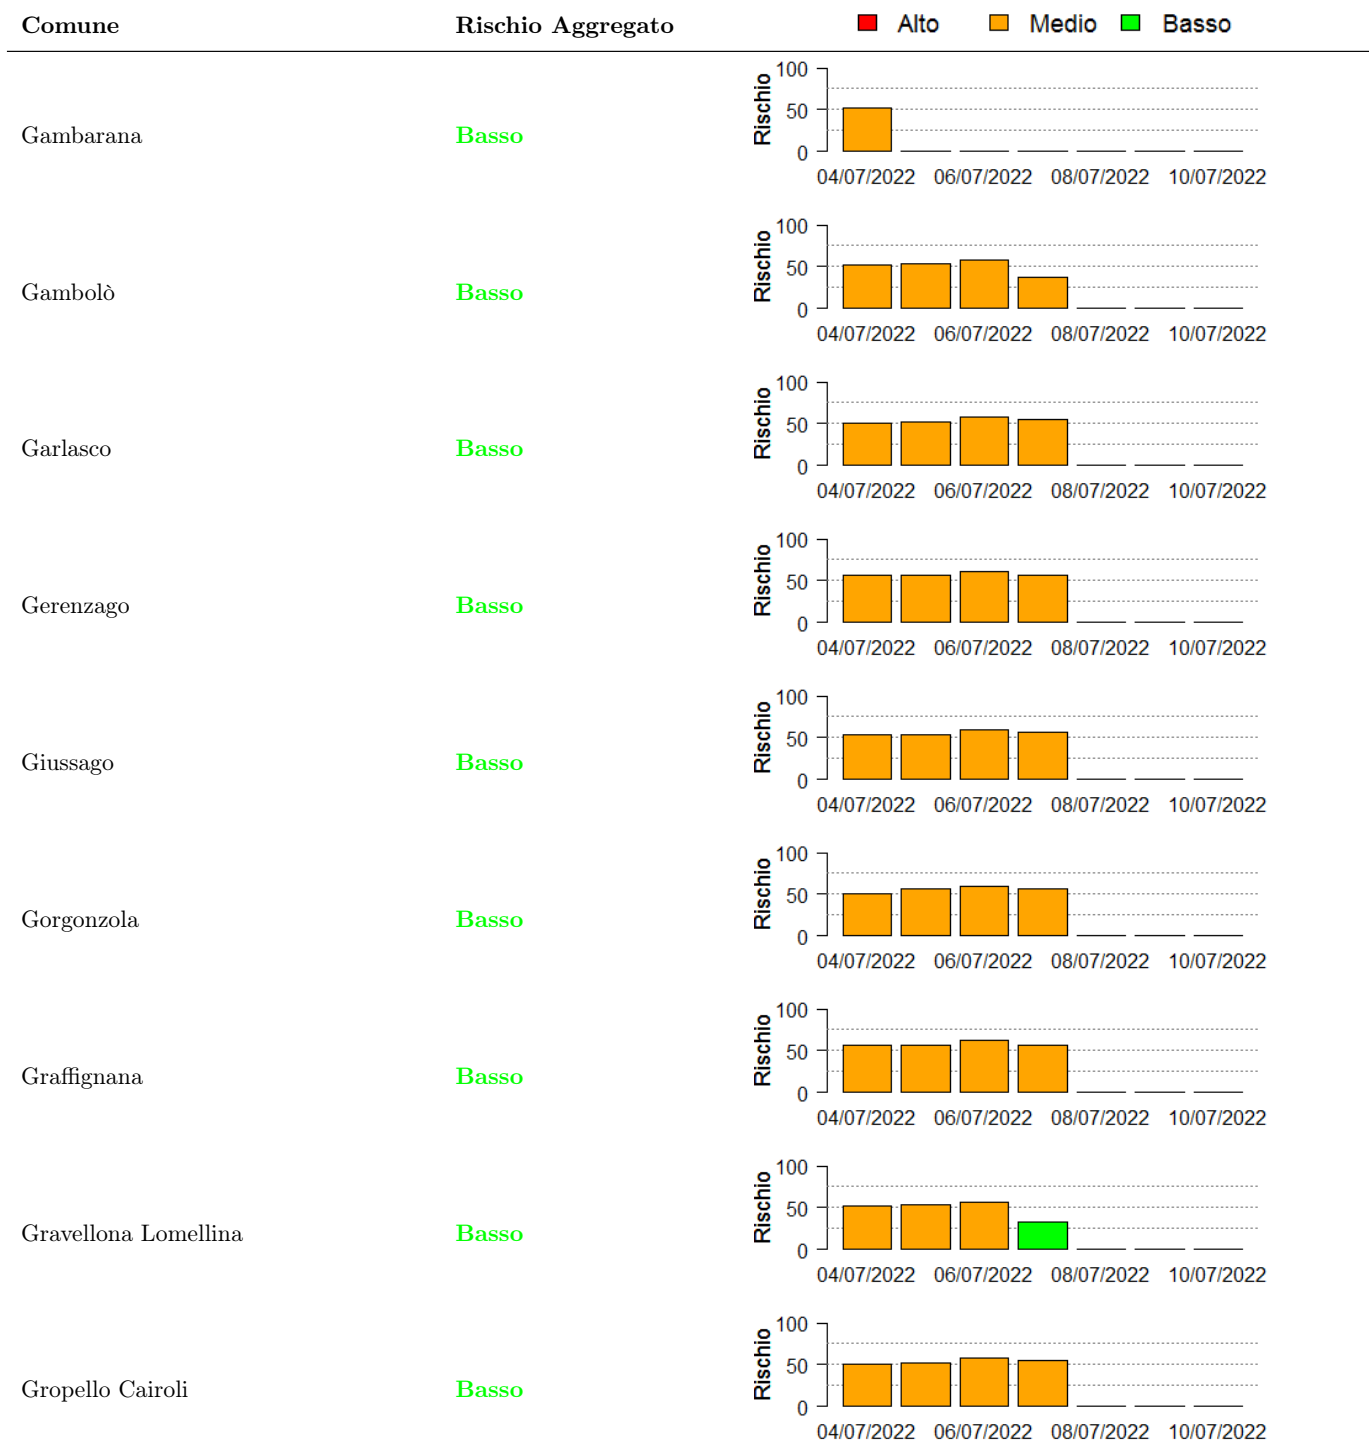 Comune Rischio Aggregato Alto Medio Basso
100
50
0
Rischio
Gambarana Basso
04/07/2022 06/07/2022 08/07/2022 10/07/2022
100
50
0
Rischio
Gambolò Basso
04/07/2022 06/07/2022 08/07/2022 10/07/2022
100
50
0
Rischio
Garlasco Basso
04/07/2022 06/07/2022 08/07/2022 10/07/2022
100
50
0
Rischio
Gerenzago Basso
04/07/2022 06/07/2022 08/07/2022 10/07/2022
100
50
0
Rischio
Giussago Basso
04/07/2022 06/07/2022 08/07/2022 10/07/2022
100
50
0
Rischio
Gorgonzola Basso
04/07/2022 06/07/2022 08/07/2022 10/07/2022
100
50
0
Rischio
Graffignana Basso
04/07/2022 06/07/2022 08/07/2022 10/07/2022
100
50
0
Rischio
Gravellona Lomellina Basso
04/07/2022 06/07/2022 08/07/2022 10/07/2022
100
50
0
Rischio
Gropello Cairoli Basso
04/07/2022 06/07/2022 08/07/2022 10/07/2022